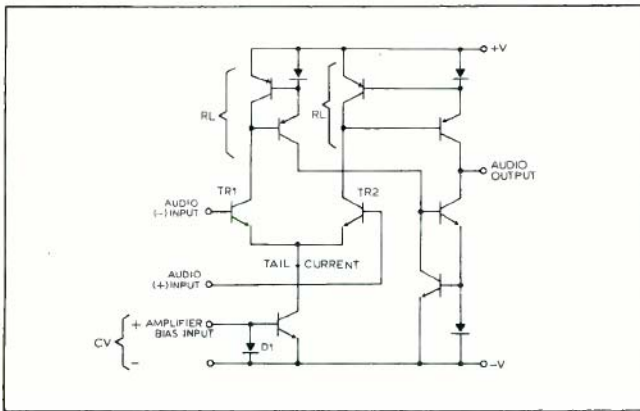 +V
RL
RL
AUDIO
OUTPUT
TR1
TR2
AUDIO
(-) INPUT
TAIL CURRENT
AUDIO
(+) INPUT
CV
+
AMPLIFIER
BIAS INPUT
D1
-
-V